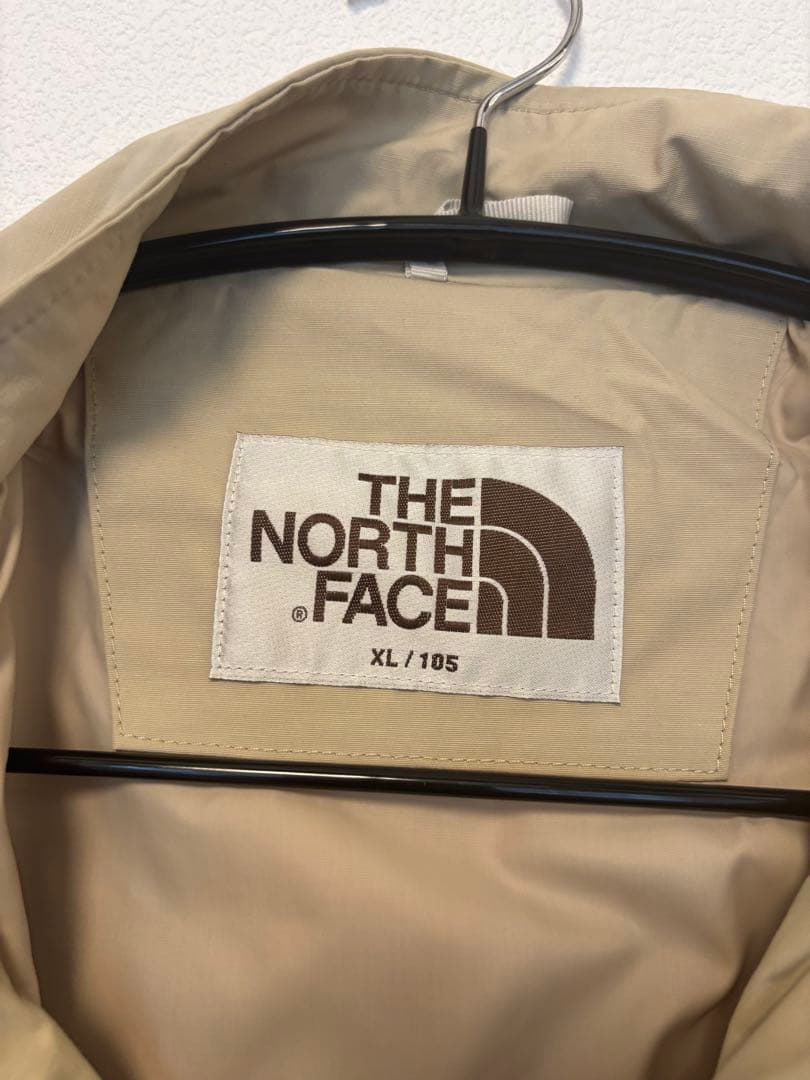 THE
NORTH
® FACE
XL / 105